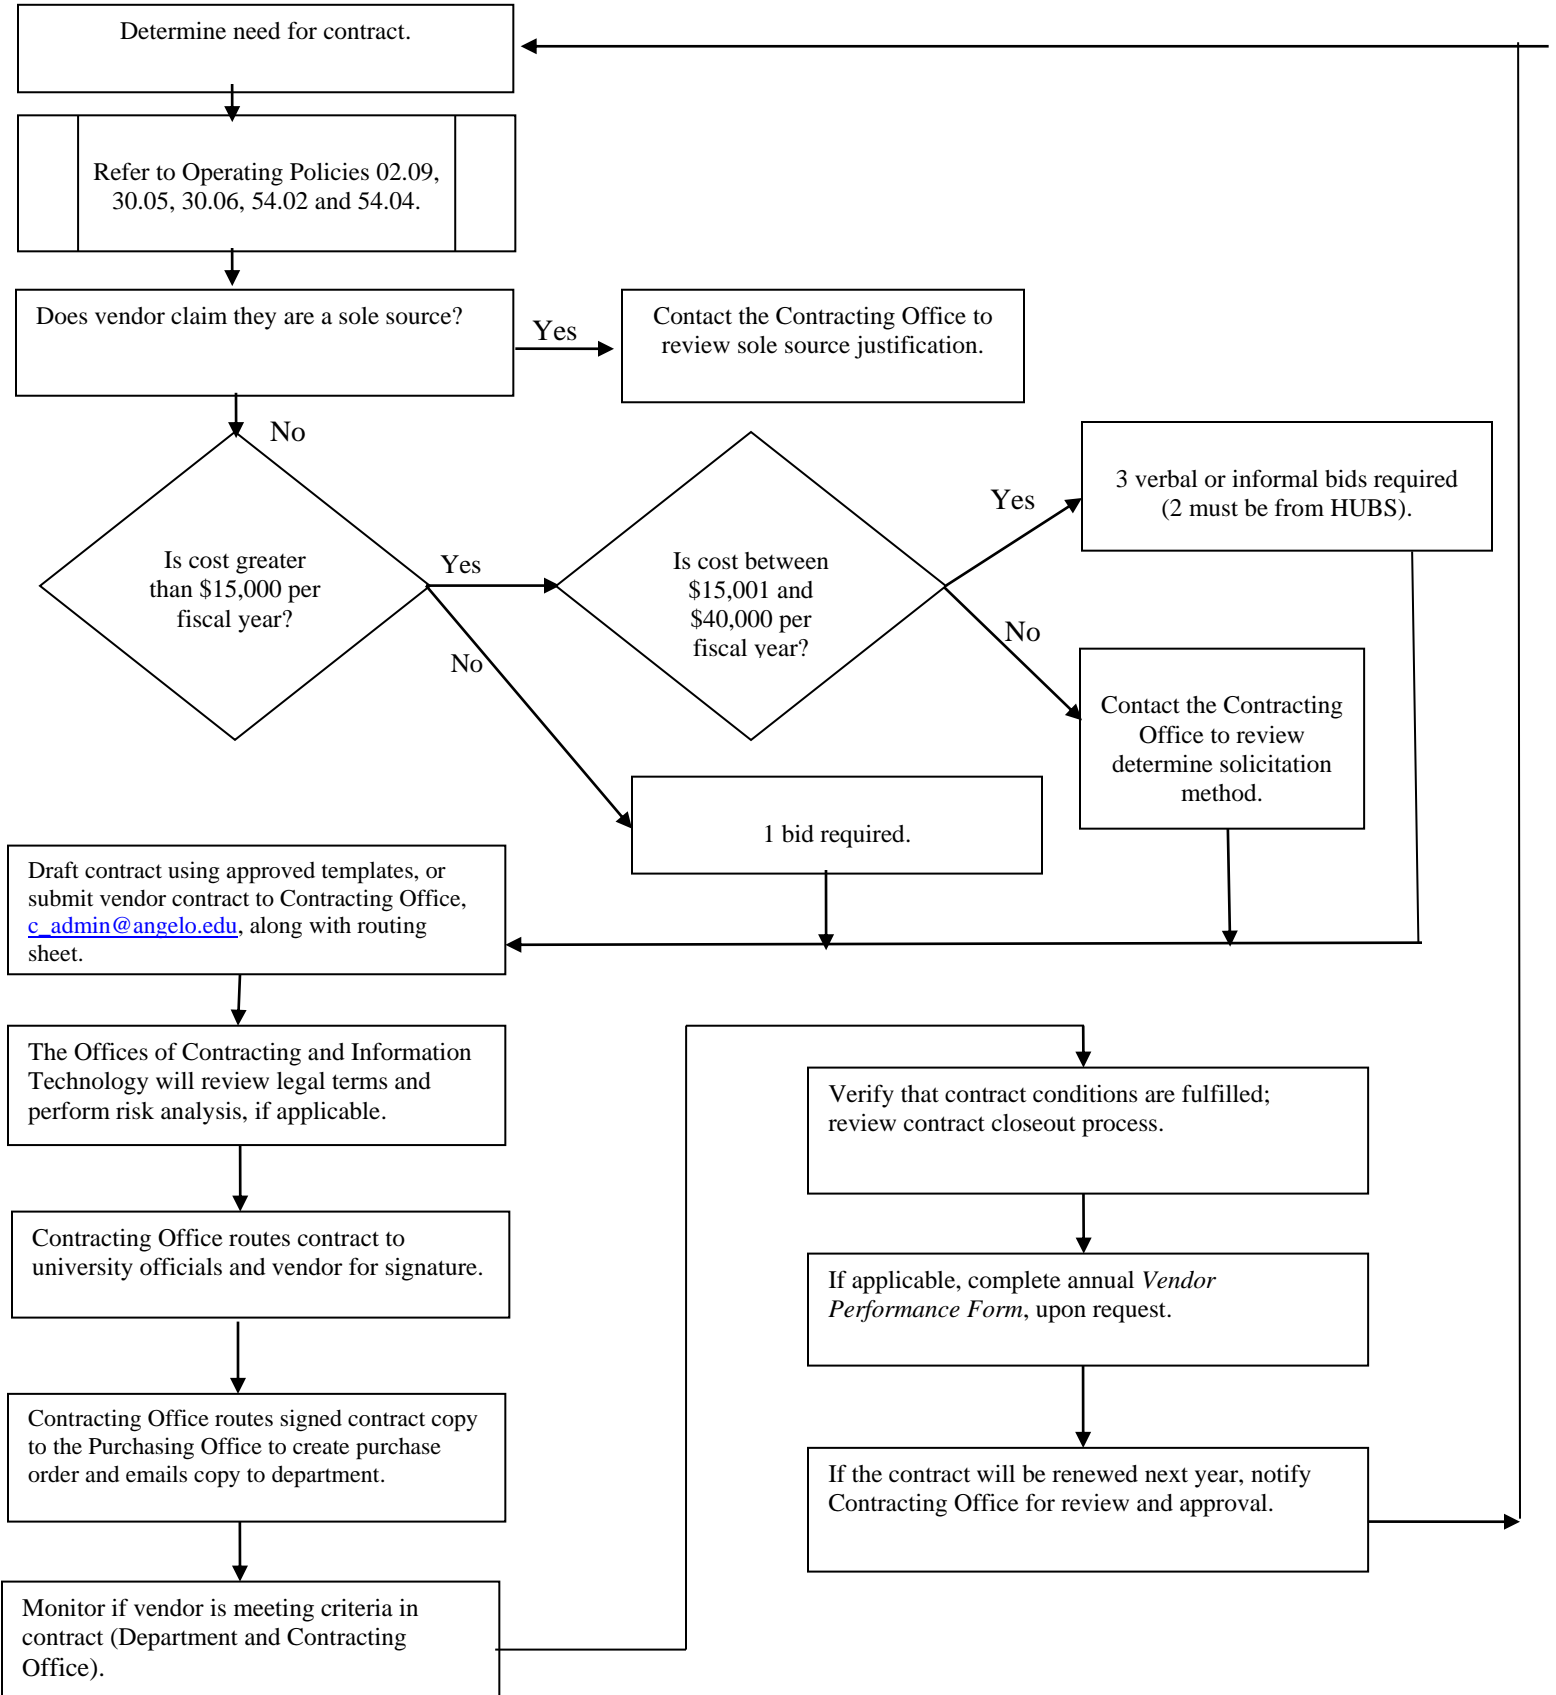 Determine need for contract.
Refer to Operating Policies 02.09,
30.05, 30.06, 54.02 and 54.04.
Does vendor claim they are a sole source?
Yes
Contact the Contracting Office to
review sole source justification.
No
Is cost greater
than $15,000 per
fiscal year?
Yes
No
Is cost between
$15,001 and
$40,000 per
fiscal year?
Yes
3 verbal or informal bids required
(2 must be from HUBS).
No
Contact the Contracting
Office to review
determine solicitation
method.
1 bid required.
Draft contract using approved templates, or
submit vendor contract to Contracting Office,
c_admin@angelo.edu, along with routing
sheet.
The Offices of Contracting and Information
Technology will review legal terms and
perform risk analysis, if applicable.
Contracting Office routes contract to
university officials and vendor for signature.
Contracting Office routes signed contract copy
to the Purchasing Office to create purchase
order and emails copy to department.
Monitor if vendor is meeting criteria in
contract (Department and Contracting
Office).
Verify that contract conditions are fulfilled;
review contract closeout process.
If applicable, complete annual Vendor
Performance Form, upon request.
If the contract will be renewed next year, notify
Contracting Office for review and approval.